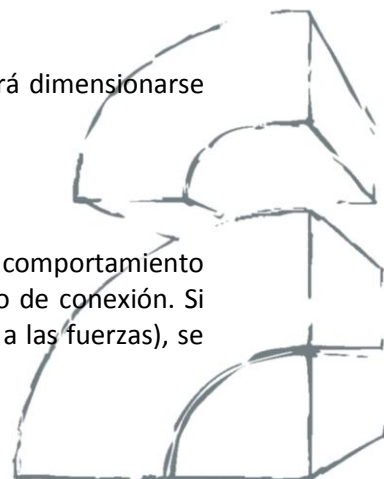 rá dimensionarse
comportamiento
o de conexión. Si
a las fuerzas), se